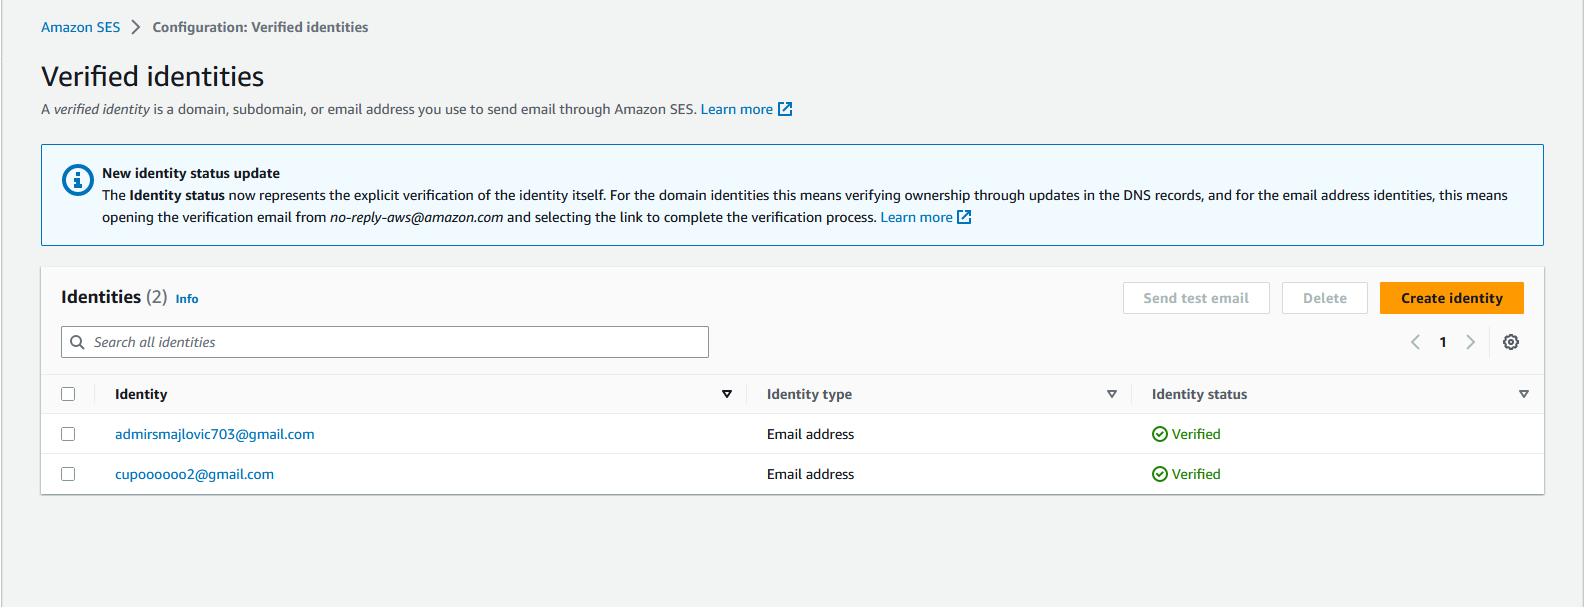 Amazon SES > Configuration: Verified identities
Verified identities
A verified identity is a domain, subdomain, or email address you use to send email through Amazon SES. Learn more
New identity status update
The Identity status now represents the explicit verification of the identity itself. For the domain identities this means verifying ownership through updates in the DNS records, and for the email address identities, this means
opening the verification email from no-reply-aws@amazon.com and selecting the link to complete the verification process. Learn more
Identities (2) Info
Send test email
Delete
Create identity
Search all identities
1
Identity Identity type Identity status
admirsmajlovic703@gmail.com Email address Verified
cupoooooo2@gmail.com Email address Verified